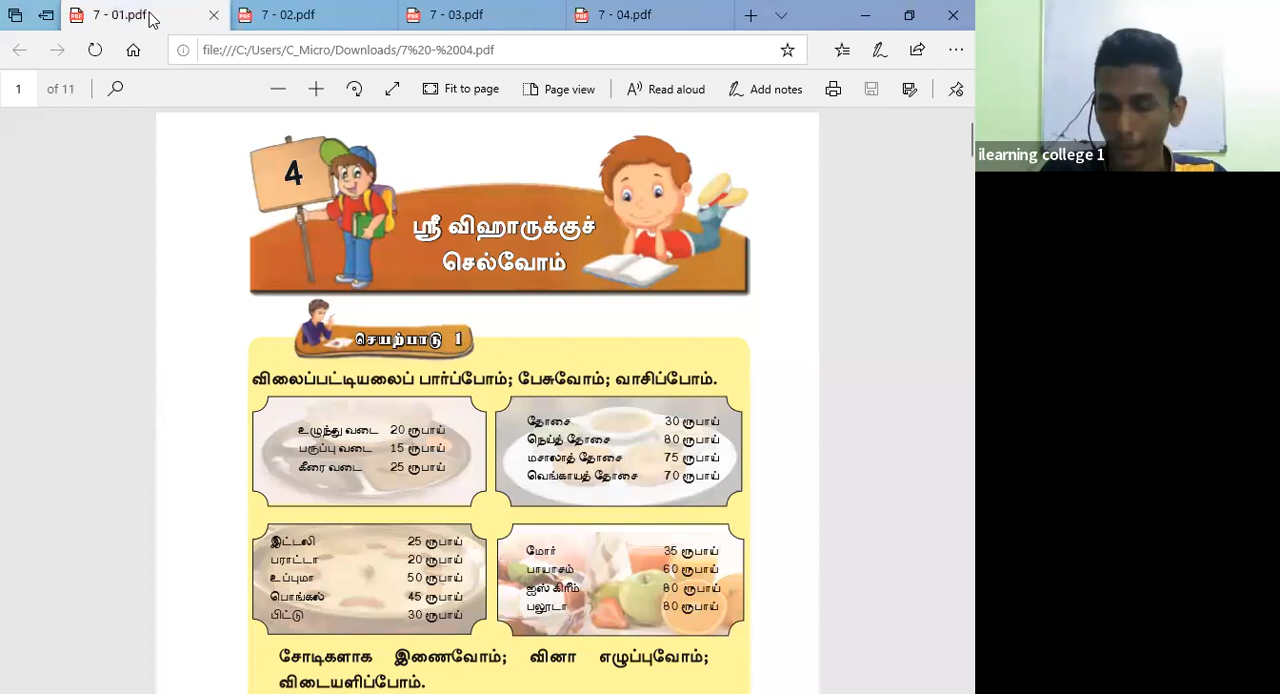 7 - 01.pdf
7 - 02.pdf
7 - 03.pdf
7 - 04.pdf
file:///C:/Users/C_Micro/Downloads/7%20-%2004.pdf
1 of 11
Fit to page
Page view
Read aloud
Add notes
ilearning college 1
4
ஸ்ரீ விஹாருக்குச்
செல்வோம்
செயற்பாடு 1
விலைப்பட்டியலைப் பார்ப்போம்; பேசுவோம்; வாசிப்போம்.
உழுந்து வடை 20 ரூபாய்
பருப்பு வடை 15 ரூபாய்
கீரை வடை 25 ரூபாய்
தோசை 30 ரூபாய்
நெய்த் தோசை 80 ரூபாய்
மசாலாத் தோசை 75 ரூபாய்
வெங்காயத் தோசை 70 ரூபாய்
இட்டலி 25 ரூபாய்
பராட்டா 20 ரூபாய்
உப்புமா 50 ரூபாய்
பொங்கல் 45 ரூபாய்
பிட்டு 30 ரூபாய்
மோர் 35 ரூபாய்
பாயாசம் 60 ரூபாய்
ஐஸ் கிரீம் 80 ரூபாய்
பலூடா 80 ரூபாய்
சோடிகளாக இணைவோம்; வினா எழுப்புவோம்;
விடையளிப்போம்.